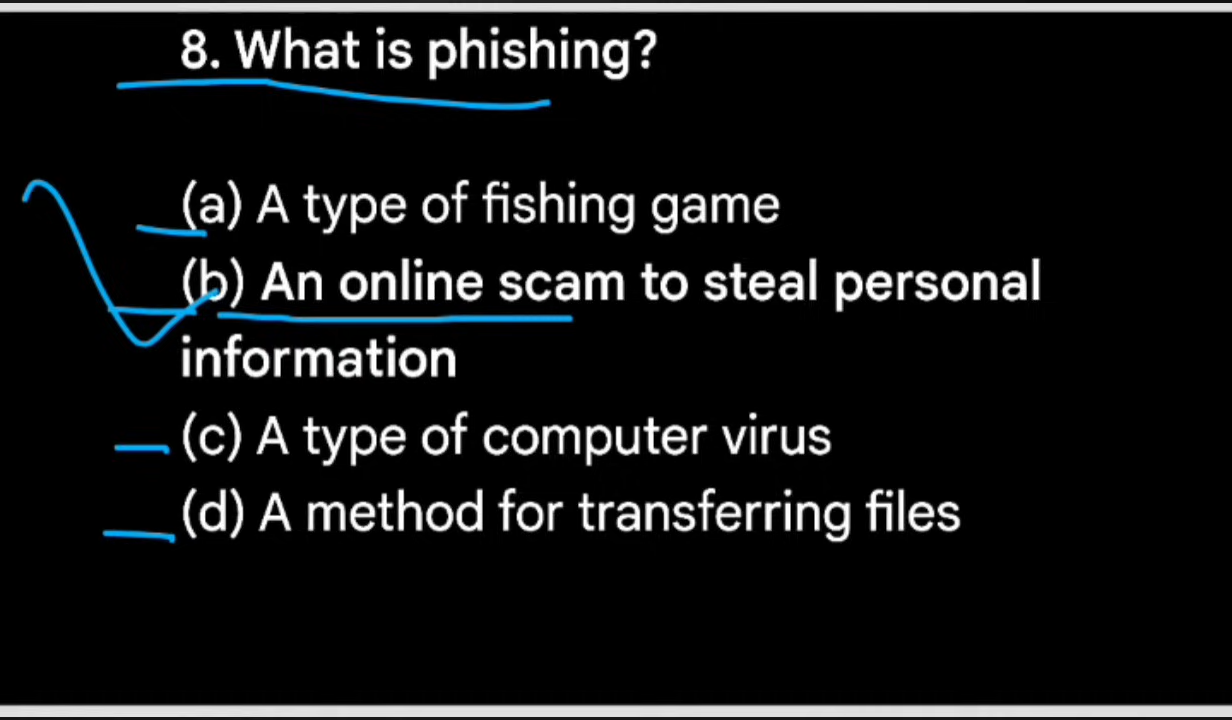 8. What is phishing?
(a) A type of fishing game
(b) An online scam to steal personal
information
(c) A type of computer virus
(d) A method for transferring files